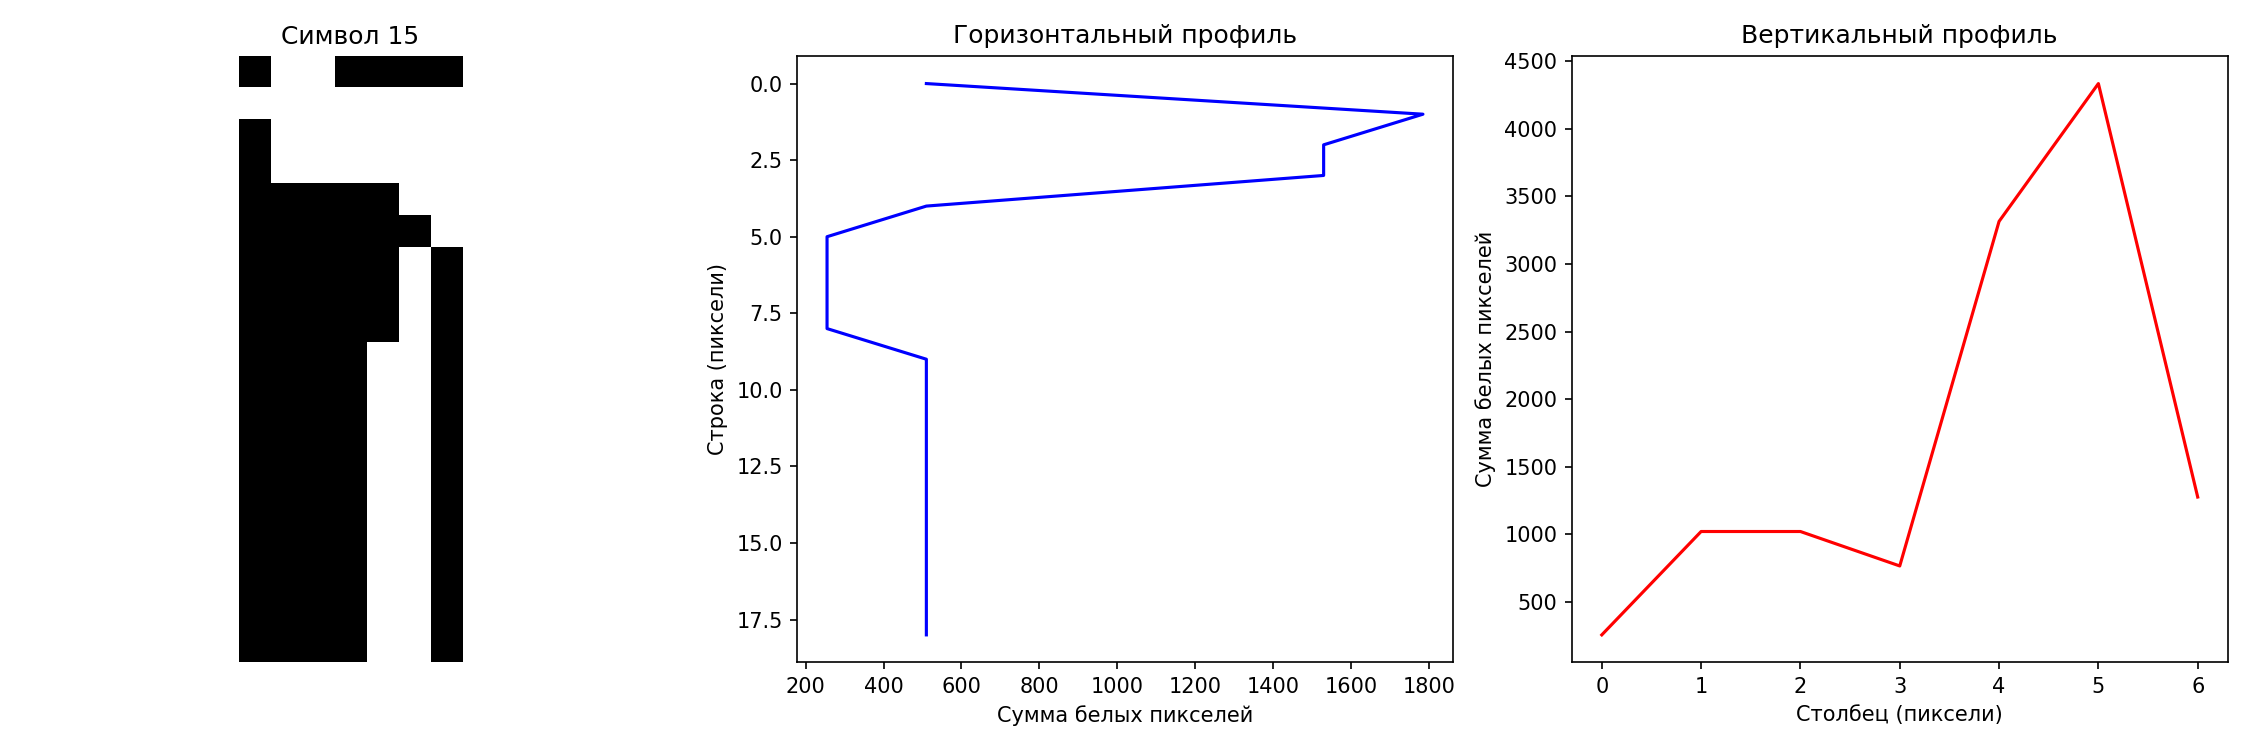 Символ 15
Горизонтальный профиль
0.0
2.5
5.0
7.5
10.0
12.5
15.0
17.5
Строка (пиксели)
200 400 600 800 1000 1200 1400 1600 1800
Сумма белых пикселей
Вертикальный профиль
4500
4000
3500
3000
2500
2000
1500
1000
500
Сумма белых пикселей
0 1 2 3 4 5 6
Столбец (пиксели)